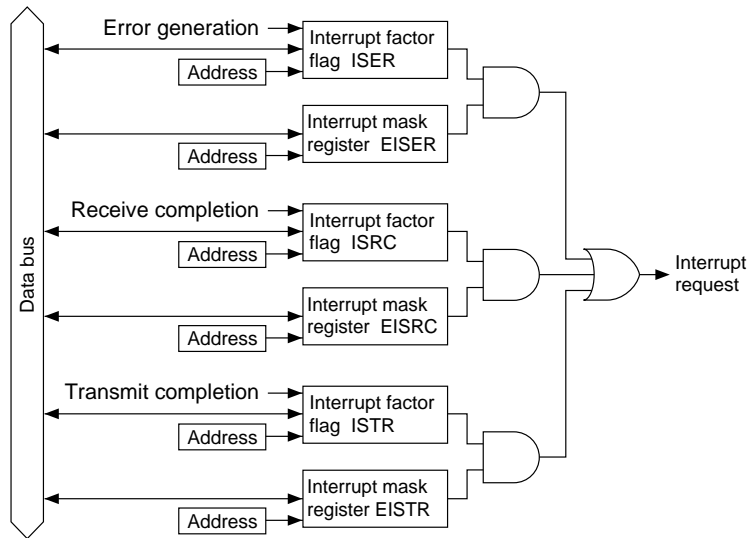 Error generation
Interrupt factor
flag ISER
Address
Interrupt mask
register EISER
Address
Receive completion
Interrupt factor
flag ISRC
Address
Data bus
Interrupt
request
Interrupt mask
register EISRC
Address
Transmit completion
Interrupt factor
flag ISTR
Address
Interrupt mask
register EISTR
Address